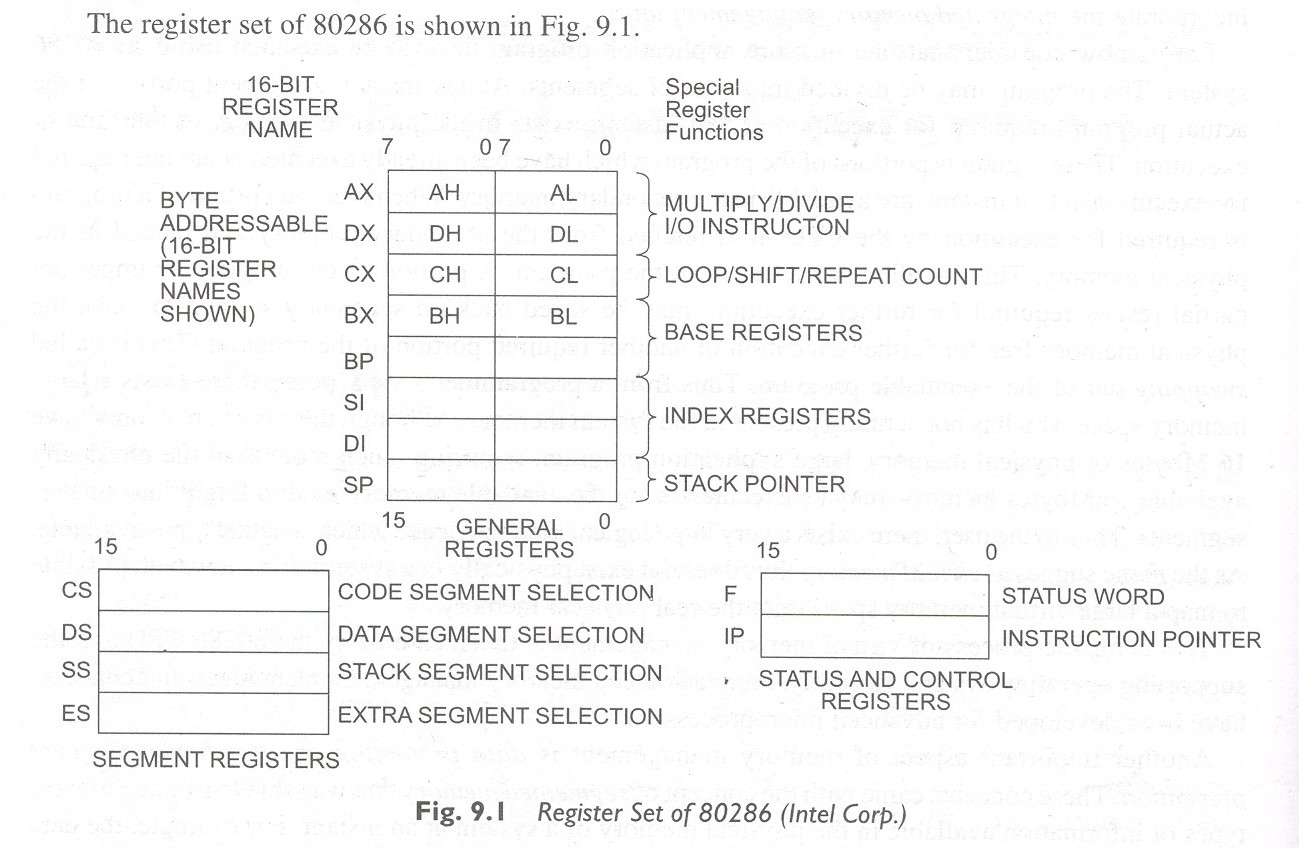 The register set of 80286 is shown in Fig. 9.1.
16-BIT
REGISTER
NAME
Special
Register
Functions
7 0 7 0
BYTE
ADDRESSABLE
(16-BIT
REGISTER
NAMES
SHOWN)
AX AH AL
DX DH DL
CX CH CL
BX BH BL
BP
SI
DI
SP
MULTIPLY/DIVIDE
I/O INSTRUCTON
LOOP/SHIFT/REPEAT COUNT
BASE REGISTERS
INDEX REGISTERS
STACK POINTER
15 0
GENERAL
REGISTERS
15 0
CS CODE SEGMENT SELECTION
DS DATA SEGMENT SELECTION
SS STACK SEGMENT SELECTION
ES EXTRA SEGMENT SELECTION
SEGMENT REGISTERS
15 0
F STATUS WORD
IP INSTRUCTION POINTER
STATUS AND CONTROL
REGISTERS
Fig. 9.1 Register Set of 80286 (Intel Corp.)